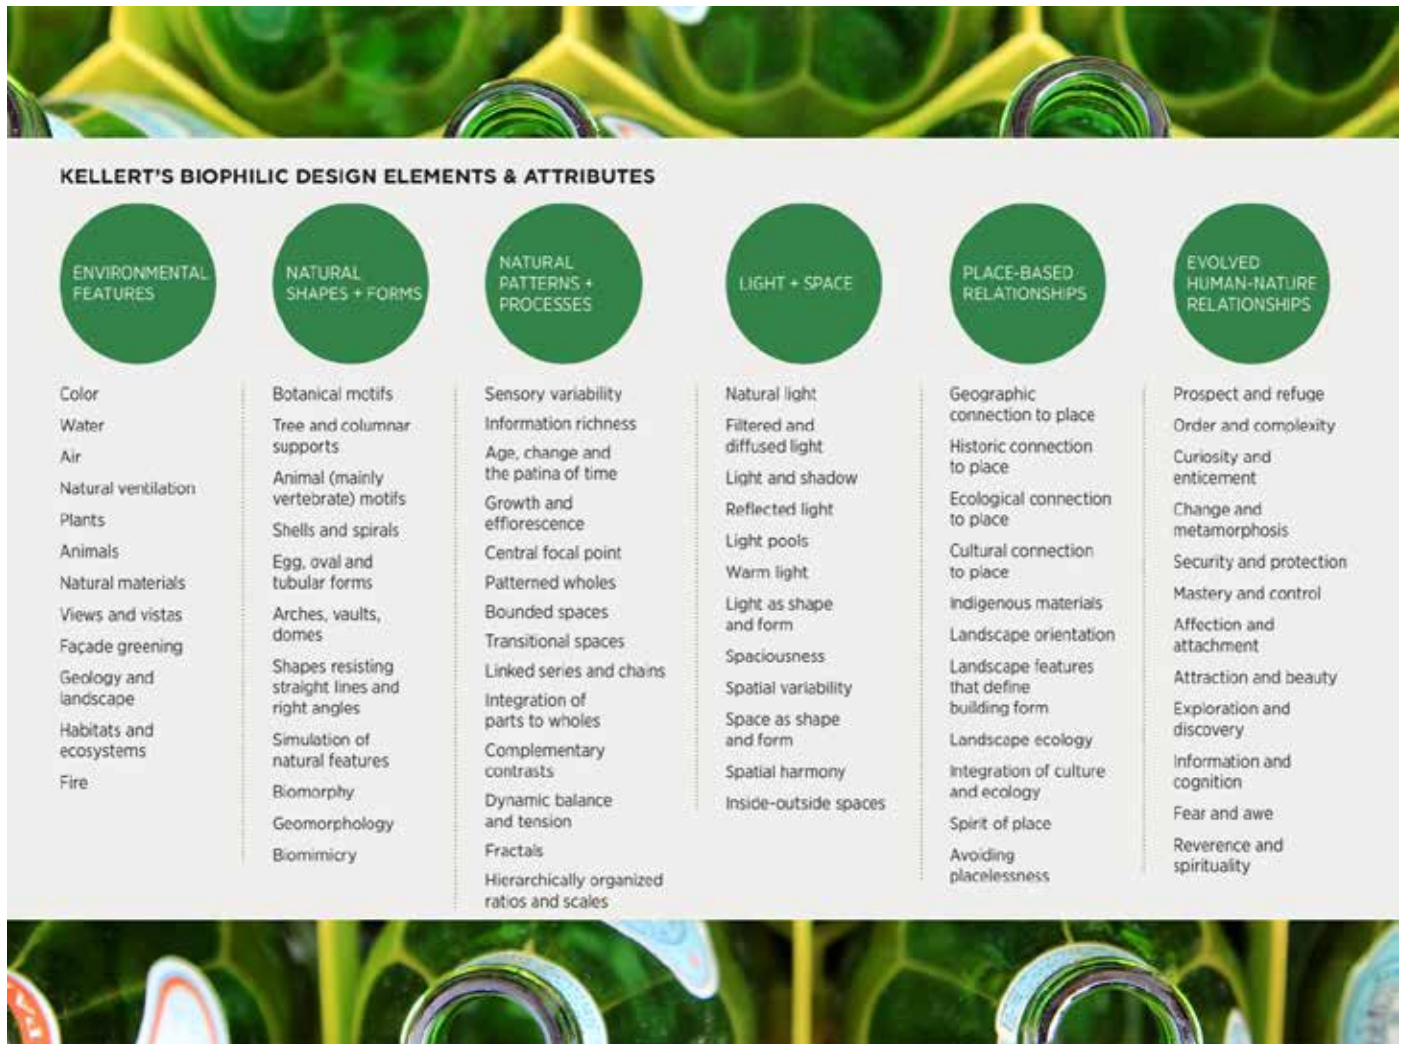 KELLERT'S BIOPHILIC DESIGN ELEMENTS & ATTRIBUTES
ENVIRONMENTAL
FEATURES
Color
Water
Air
Natural ventilation
Plants
Animals
Natural materials
Views and vistas
Façade greening
Geology and
landscape
Habitats and
ecosystems
Fire
NATURAL
SHAPES + FORMS
Botanical motifs
Tree and columnar
supports
Animal (mainly
vertebrate) motifs
Shells and spirals
Egg, oval and
tubular forms
Arches, vaults,
domes
Shapes resisting
straight lines and
right angles
Simulation of
natural features
Biomorphy
Geomorphology
Biomimicry
NATURAL
PATTERNS +
PROCESSES
Sensory variability
Information richness
Age, change and
the patina of time
Growth and
efflorescence
Central focal point
Patterned wholes
Bounded spaces
Transitional spaces
Linked series and chains
Integration of
parts to wholes
Complementary
contrasts
Dynamic balance
and tension
Fractals
Hierarchically organized
ratios and scales
LIGHT + SPACE
Natural light
Filtered and
diffused light
Light and shadow
Reflected light
Light pools
Warm light
Light as shape
and form
Spaciousness
Spatial variability
Space as shape
and form
Spatial harmony
Inside-outside spaces
PLACE-BASED
RELATIONSHIPS
Geographic
connection to place
Historic connection
to place
Ecological connection
to place
Cultural connection
to place
Indigenous materials
Landscape orientation
Landscape features
that define
building form
Landscape ecology
Integration of culture
and ecology
Spirit of place
Avoiding
placelessness
EVOLVED
HUMAN-NATURE
RELATIONSHIPS
Prospect and refuge
Order and complexity
Curiosity and
enticement
Change and
metamorphosis
Security and protection
Mastery and control
Affection and
attachment
Attraction and beauty
Exploration and
discovery
Information and
cognition
Fear and awe
Reverence and
spirituality